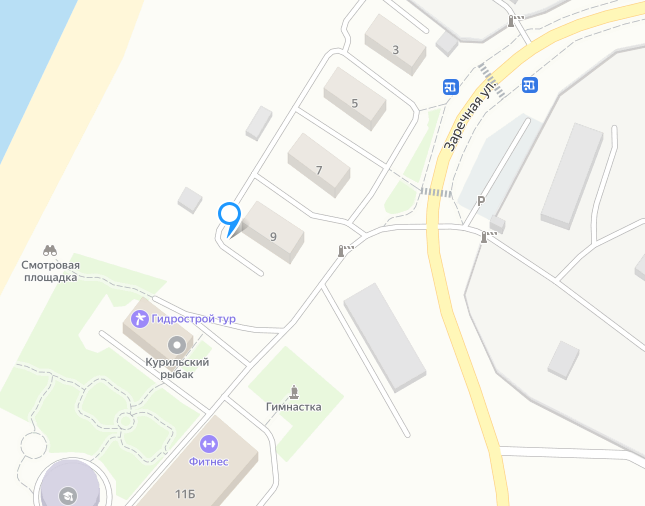 3
5
Заречная ул.
7
P
9
Смотровая
площадка
Гидрострой тур
Курильский
рыбак
Гимнастка
Фитнес
11Б